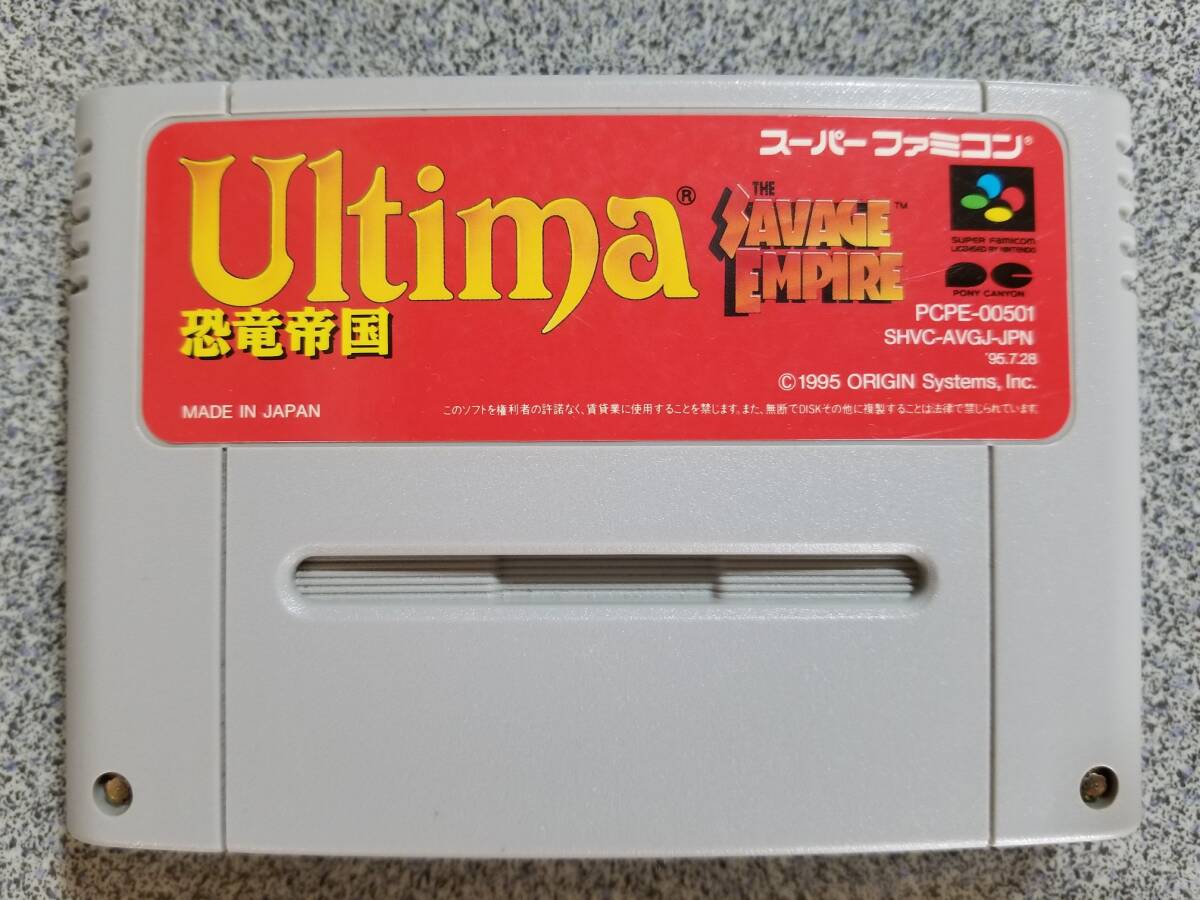 スーパーファミコン®
Ultima®
THE
SAVAGE™
EMPIRE
SUPER FAMICOM
LICENSED BY NINTENDO
PONY CANYON
恐竜帝国
PCPE-00501
SHVC-AVGJ-JPN
'95.7.28
©1995 ORIGIN Systems, Inc.
MADE IN JAPAN
このソフトを権利者の許諾なく、賃貸業に使用することを禁じます。また、無断でDISKその他に複製することは法律で禁じられています。